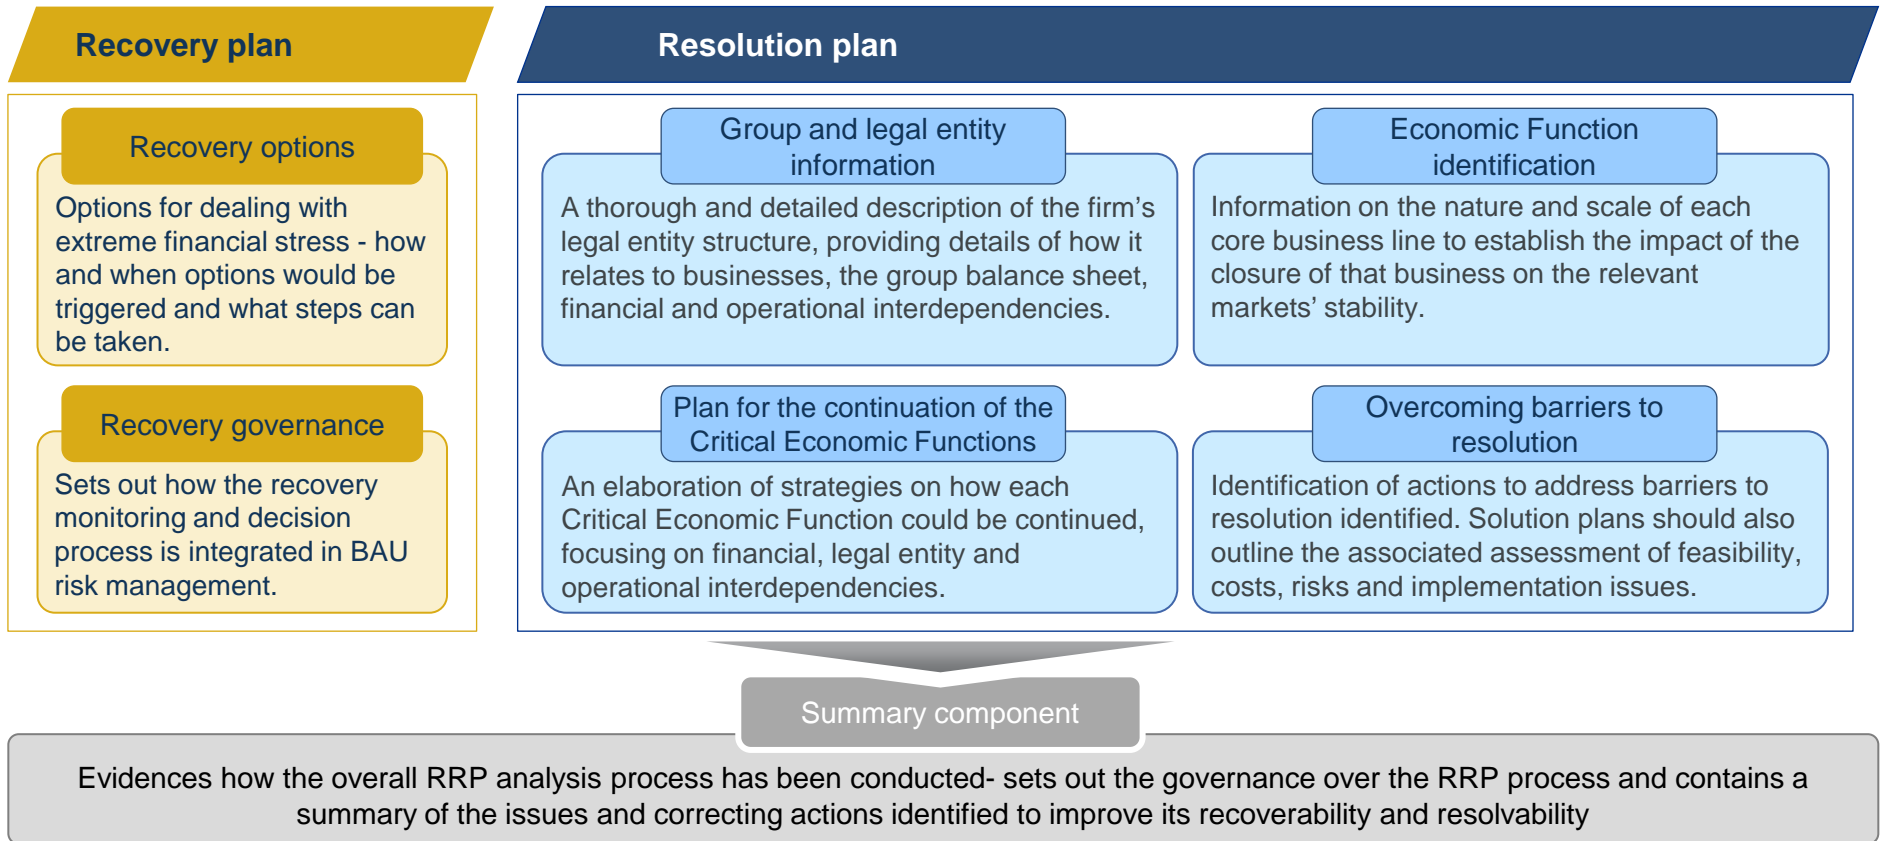 Recovery plan
Recovery options
Options for dealing with
extreme financial stress - how
and when options would be
triggered and what steps can
be taken.
Recovery governance
Sets out how the recovery
monitoring and decision
process is integrated in BAU
risk management.
Resolution plan
Group and legal entity
information
A thorough and detailed description of the firm's
legal entity structure, providing details of how it
relates to businesses, the group balance sheet,
financial and operational interdependencies.
Economic Function
identification
Information on the nature and scale of each
core business line to establish the impact of the
closure of that business on the relevant
markets' stability.
Plan for the continuation of the
Critical Economic Functions
An elaboration of strategies on how each
Critical Economic Function could be continued,
focusing on financial, legal entity and
operational interdependencies.
Overcoming barriers to
resolution
Identification of actions to address barriers to
resolution identified. Solution plans should also
outline the associated assessment of feasibility,
costs, risks and implementation issues.
Summary component
Evidences how the overall RRP analysis process has been conducted- sets out the governance over the RRP process and contains a
summary of the issues and correcting actions identified to improve its recoverability and resolvability